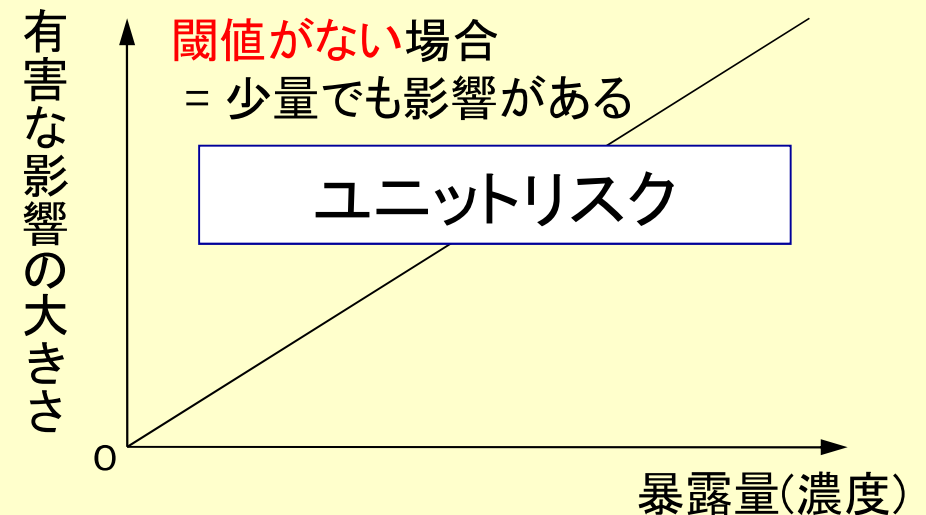 有害な影響の大きさ
閾値がない場合
= 少量でも影響がある
ユニットリスク
0
暴露量(濃度)